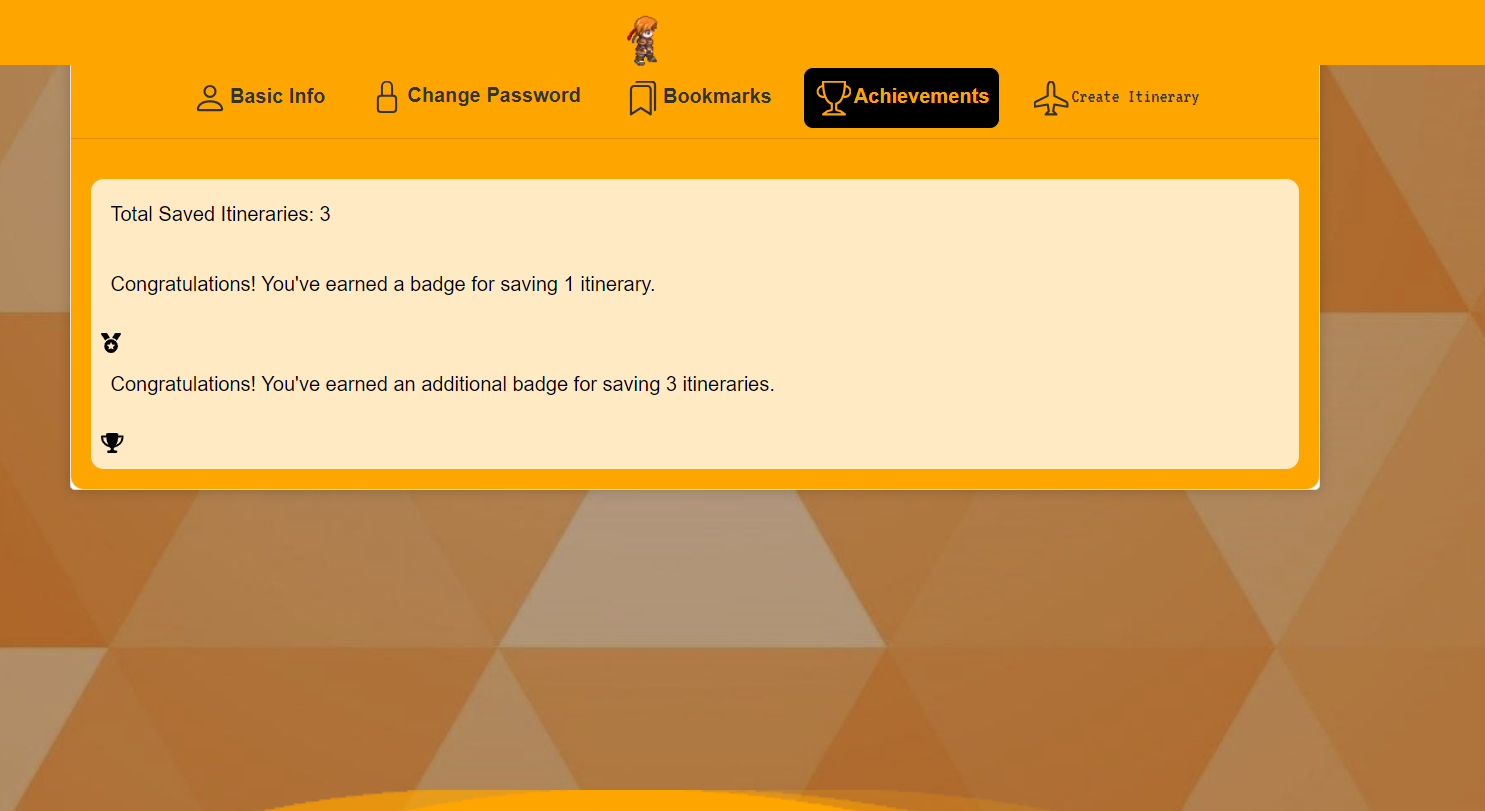 Basic Info
Change Password
Bookmarks
Achievements
Create Itinerary
Total Saved Itineraries: 3
Congratulations! You've earned a badge for saving 1 itinerary.
Congratulations! You've earned an additional badge for saving 3 itineraries.